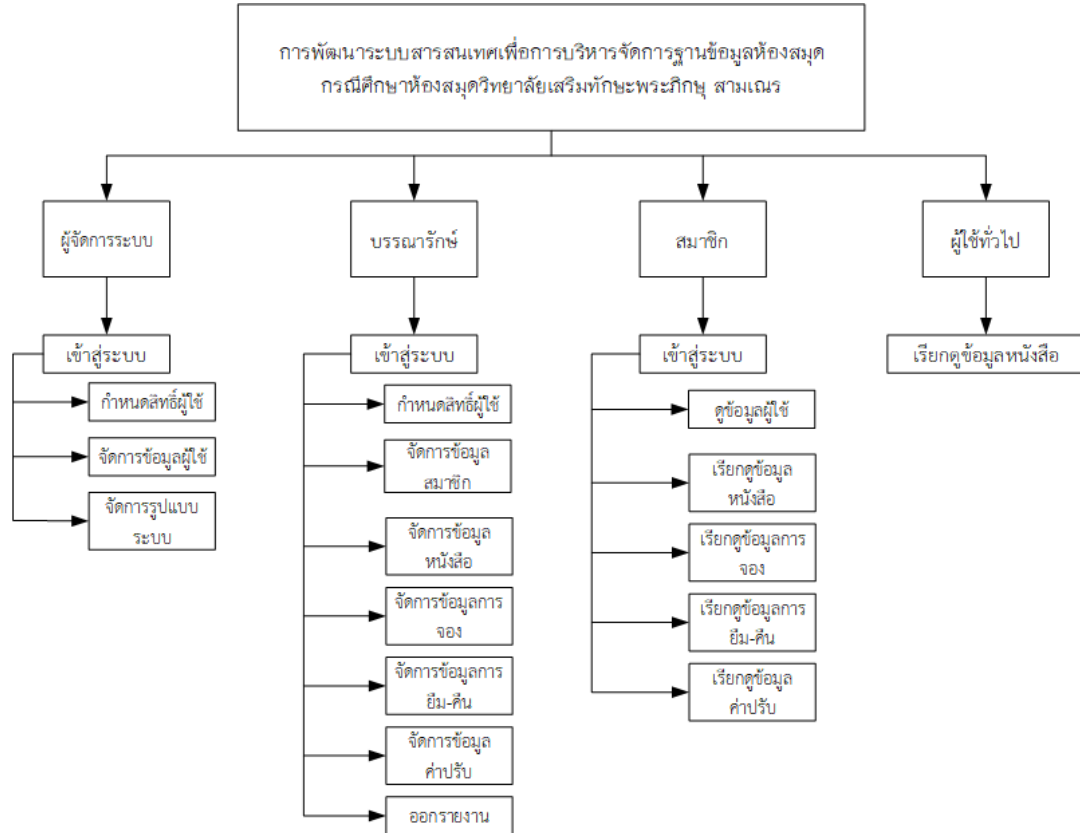 การพัฒนาระบบสารสนเทศเพื่อการบริหารจัดการฐานข้อมูลห้องสมุด
กรณีศึกษาห้องสมุดวิทยาลัยเสริมทักษะพระภิกษุ สามเณร
ผู้จัดการระบบ
เข้าสู่ระบบ
กำหนดสิทธิ์ผู้ใช้
จัดการข้อมูลผู้ใช้
จัดการรูปแบบ
ระบบ
บรรณารักษ์
เข้าสู่ระบบ
กำหนดสิทธิ์ผู้ใช้
จัดการข้อมูล
สมาชิก
จัดการข้อมูล
หนังสือ
จัดการข้อมูลการ
จอง
จัดการข้อมูลการ
ยืม-คืน
จัดการข้อมูล
ค่าปรับ
ออกรายงาน
สมาชิก
เข้าสู่ระบบ
ดูข้อมูลผู้ใช้
เรียกดูข้อมูล
หนังสือ
เรียกดูข้อมูลการ
จอง
เรียกดูข้อมูลการ
ยืม-คืน
เรียกดูข้อมูล
ค่าปรับ
ผู้ใช้ทั่วไป
เรียกดูข้อมูลหนังสือ